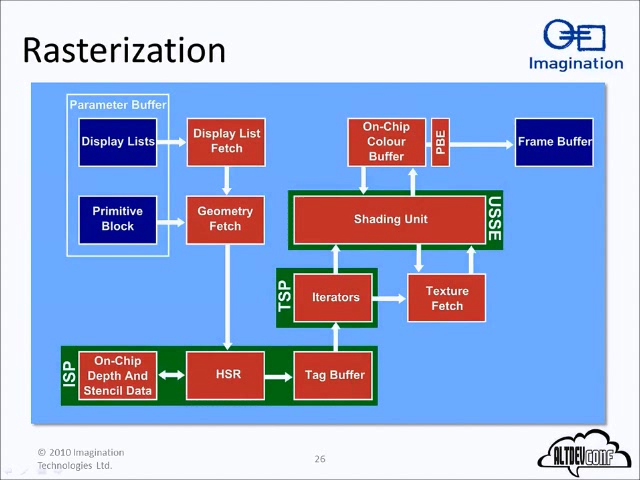 Rasterization
Imagination
Parameter Buffer
Display Lists
Display List
Fetch
On-Chip
Colour
Buffer
PBE
Frame Buffer
Primitive
Block
Geometry
Fetch
Shading Unit
USSE
TSP
Iterators
Texture
Fetch
ISP
On-Chip
Depth And
Stencil Data
HSR
Tag Buffer
© 2010 Imagination
Technologies Ltd.
26
ALTDEVCONF